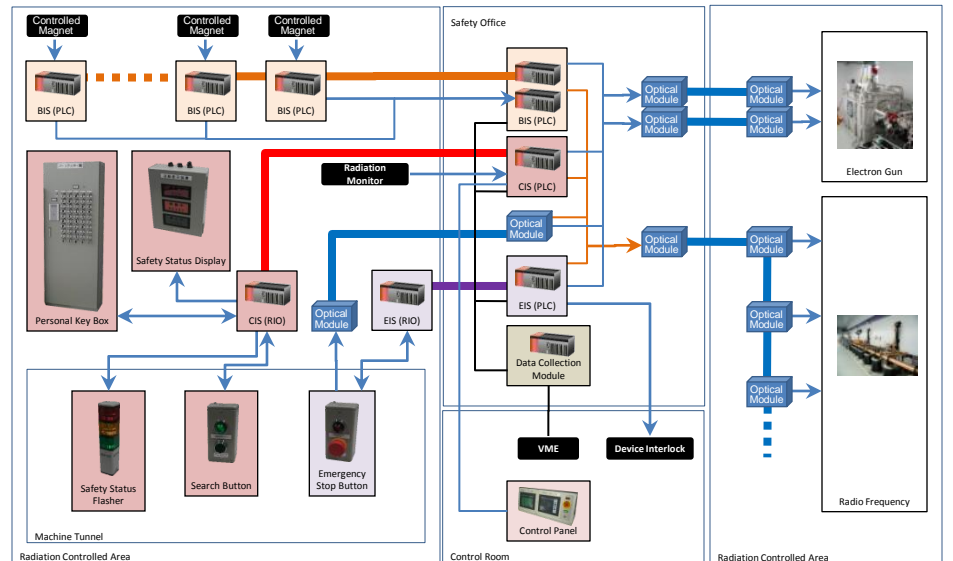 Controlled
Magnet
Controlled
Magnet
Controlled
Magnet
BIS (PLC)
BIS (PLC)
BIS (PLC)
Personal Key Box
Safety Status Display
Radiation
Monitor
CIS (RIO)
Optical
Module
EIS (RIO)
Safety Status
Flasher
Search Button
Emergency
Stop Button
Machine Tunnel
Radiation Controlled Area
Safety Office
BIS (PLC)
CIS (PLC)
Optical
Module
EIS (PLC)
Data Collection
Module
Optical
Module
Optical
Module
Optical
Module
VME
Device Interlock
Control Panel
Control Room
Optical
Module
Optical
Module
Electron Gun
Optical
Module
Optical
Module
Optical
Module
Radio Frequency
Radiation Controlled Area